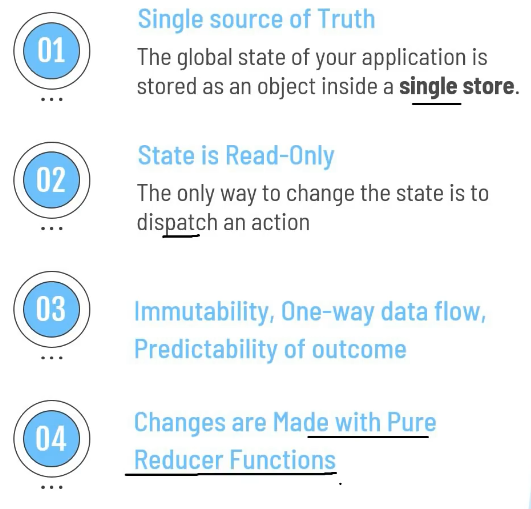 01
Single source of Truth
The global state of your application is
stored as an object inside a single store.
02
State is Read-Only
The only way to change the state is to
dispatch an action
03
Immutability, One-way data flow,
Predictability of outcome
04
Changes are Made with Pure
Reducer Functions